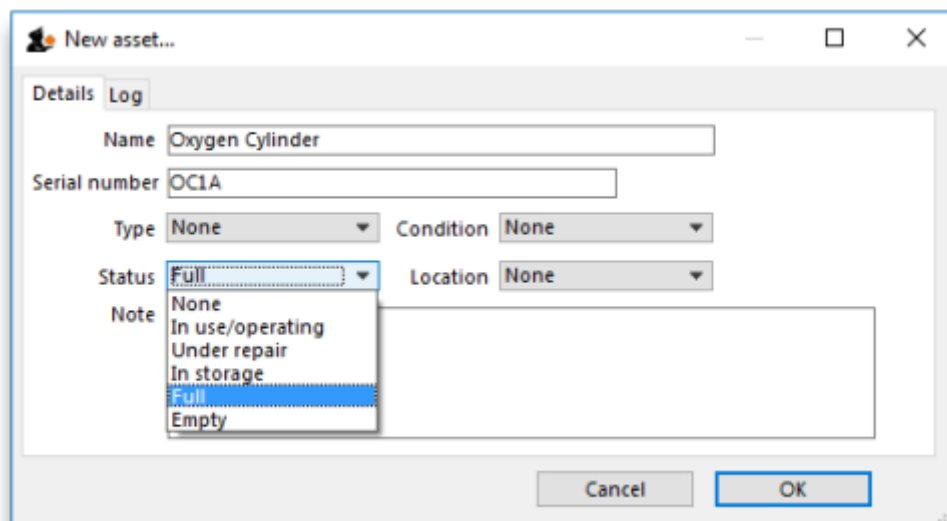 New asset...
Details Log
Name Oxygen Cylinder
Serial number OC1A
Type None Condition None
Status Full Location None
Note
None
In use/operating
Under repair
In storage
Full
Empty
Cancel OK